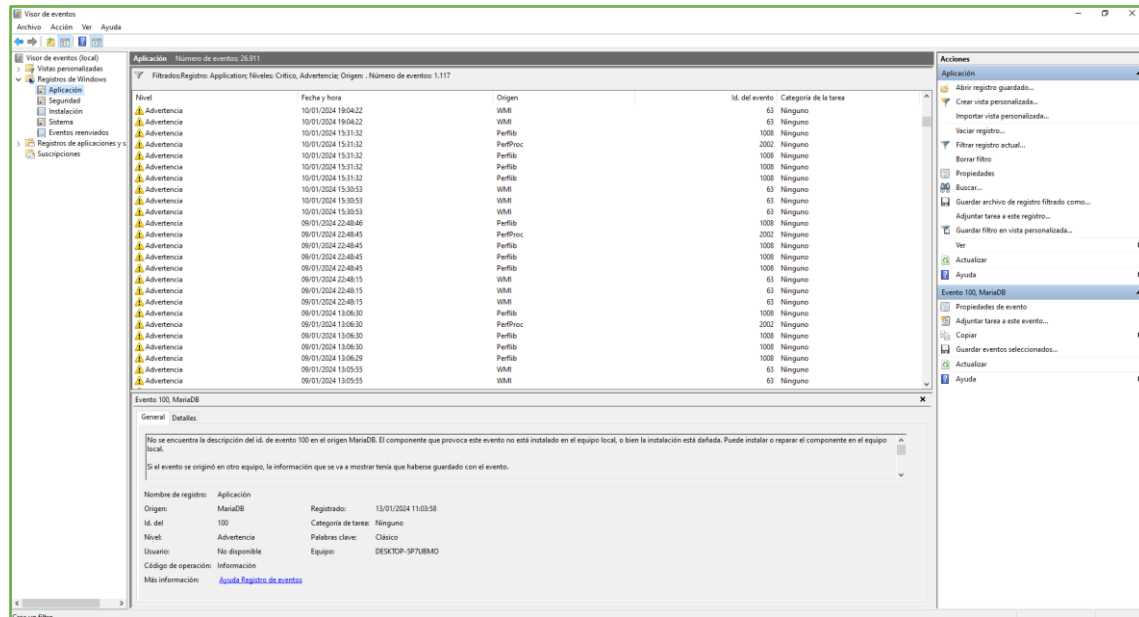 Visor de eventos
Archivo Acción Ver Ayuda
Visor de eventos (local)
Vistas personalizadas
Registros de Windows
Aplicación
Seguridad
Instalación
Sistema
Eventos reenviados
Registros de aplicaciones y s
Suscripciones
Aplicación Número de eventos: 26.911
Filtrados:Registro: Application; Niveles: Crítico, Advertencia; Origen: . Número de eventos: 1.117
Nivel Fecha y hora Origen Id. del evento Categoría de la tarea
Advertencia 10/01/2024 19:04:22 WMI 63 Ninguno
Advertencia 10/01/2024 19:04:22 WMI 63 Ninguno
Advertencia 10/01/2024 15:31:32 Perflib 1008 Ninguno
Advertencia 10/01/2024 15:31:32 PerfProc 2002 Ninguno
Advertencia 10/01/2024 15:31:32 Perflib 1008 Ninguno
Advertencia 10/01/2024 15:31:32 Perflib 1008 Ninguno
Advertencia 10/01/2024 15:31:32 Perflib 1008 Ninguno
Advertencia 10/01/2024 15:30:53 WMI 63 Ninguno
Advertencia 10/01/2024 15:30:53 WMI 63 Ninguno
Advertencia 10/01/2024 15:30:53 WMI 63 Ninguno
Advertencia 09/01/2024 22:48:46 Perflib 1008 Ninguno
Advertencia 09/01/2024 22:48:45 PerfProc 2002 Ninguno
Advertencia 09/01/2024 22:48:45 Perflib 1008 Ninguno
Advertencia 09/01/2024 22:48:45 Perflib 1008 Ninguno
Advertencia 09/01/2024 22:48:45 Perflib 1008 Ninguno
Advertencia 09/01/2024 22:48:15 WMI 63 Ninguno
Advertencia 09/01/2024 22:48:15 WMI 63 Ninguno
Advertencia 09/01/2024 22:48:15 WMI 63 Ninguno
Advertencia 09/01/2024 13:06:30 Perflib 1008 Ninguno
Advertencia 09/01/2024 13:06:30 PerfProc 2002 Ninguno
Advertencia 09/01/2024 13:06:30 Perflib 1008 Ninguno
Advertencia 09/01/2024 13:06:30 Perflib 1008 Ninguno
Advertencia 09/01/2024 13:06:29 Perflib 1008 Ninguno
Advertencia 09/01/2024 13:05:55 WMI 63 Ninguno
Advertencia 09/01/2024 13:05:55 WMI 63 Ninguno
Evento 100, MariaDB
General Detalles
No se encuentra la descripción del id. de evento 100 en el origen MariaDB. El componente que provoca este evento no está instalado en el equipo local, o bien la instalación está dañada. Puede instalar o reparar el componente en el equipo
local.
Si el evento se originó en otro equipo, la información que se va a mostrar tenía que haberse guardado con el evento.
Nombre de registro: Aplicación
Origen: MariaDB Registrado: 13/01/2024 11:03:58
Id. del 100 Categoría de tarea: Ninguno
Nivel: Advertencia Palabras clave: Clásico
Usuario: No disponible Equipo: DESKTOP-5P7UBMO
Código de operación: Información
Más información: Ayuda Registro de eventos
Acciones
Aplicación
Abrir registro guardado...
Crear vista personalizada...
Importar vista personalizada...
Vaciar registro...
Filtrar registro actual...
Borrar filtro
Propiedades
Buscar...
Guardar archivo de registro filtrado como...
Adjuntar tarea a este registro...
Guardar filtro en vista personalizada...
Ver
Actualizar
Ayuda
Evento 100, MariaDB
Propiedades de evento
Adjuntar tarea a este evento...
Copiar
Guardar eventos seleccionados...
Actualizar
Ayuda